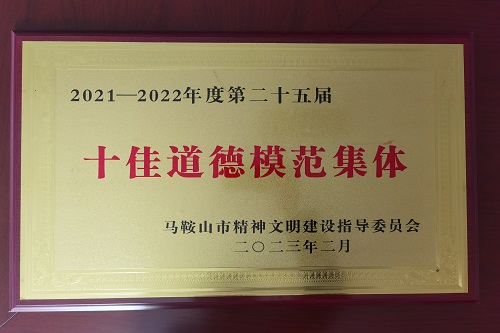 2021—2022年度第二十五届
十佳道德模范集体
马鞍山市精神文明建设指导委员会
二〇二三年二月